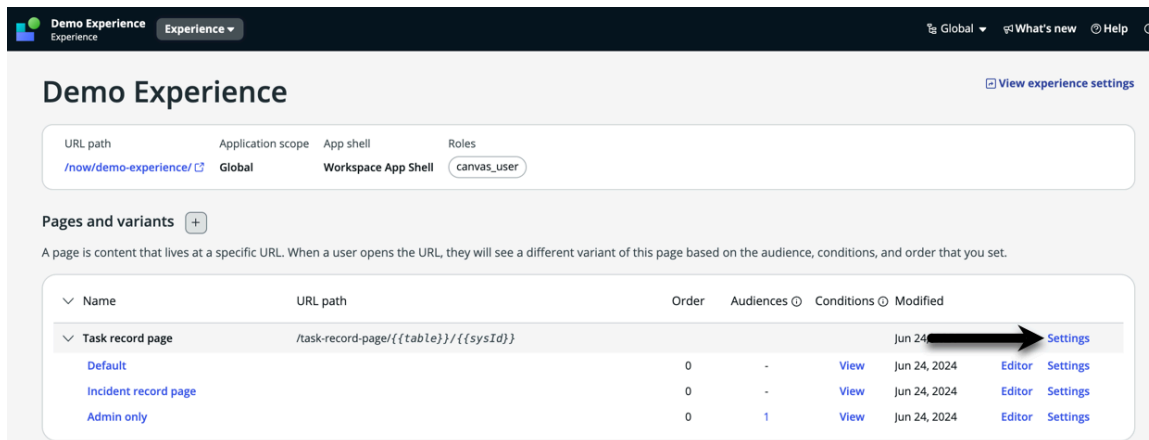 Demo Experience
Experience
Experience
Global
What's new
Help
Demo Experience
View experience settings
URL path Application scope App shell Roles
/now/demo-experience/ Global Workspace App Shell canvas_user
Pages and variants +
A page is content that lives at a specific URL. When a user opens the URL, they will see a different variant of this page based on the audience, conditions, and order that you set.
Name URL path Order Audiences Conditions Modified
Task record page /task-record-page/{{table}}/{{sysId}} Jun 24, Settings
Default 0 - View Jun 24, 2024 Editor Settings
Incident record page 0 - View Jun 24, 2024 Editor Settings
Admin only 0 1 View Jun 24, 2024 Editor Settings